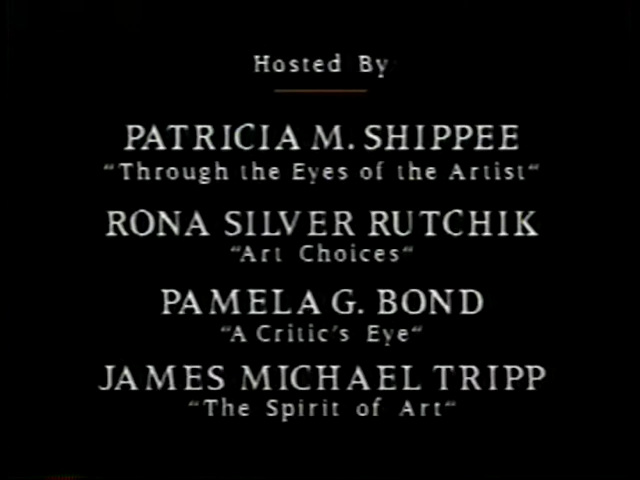 Hosted By
PATRICIA M. SHIPPEE
"Through the Eyes of the Artist"
RONA SILVER RUTCHIK
"Art Choices"
PAMELA G. BOND
"A Critic's Eye"
JAMES MICHAEL TRIPP
"The Spirit of Art"